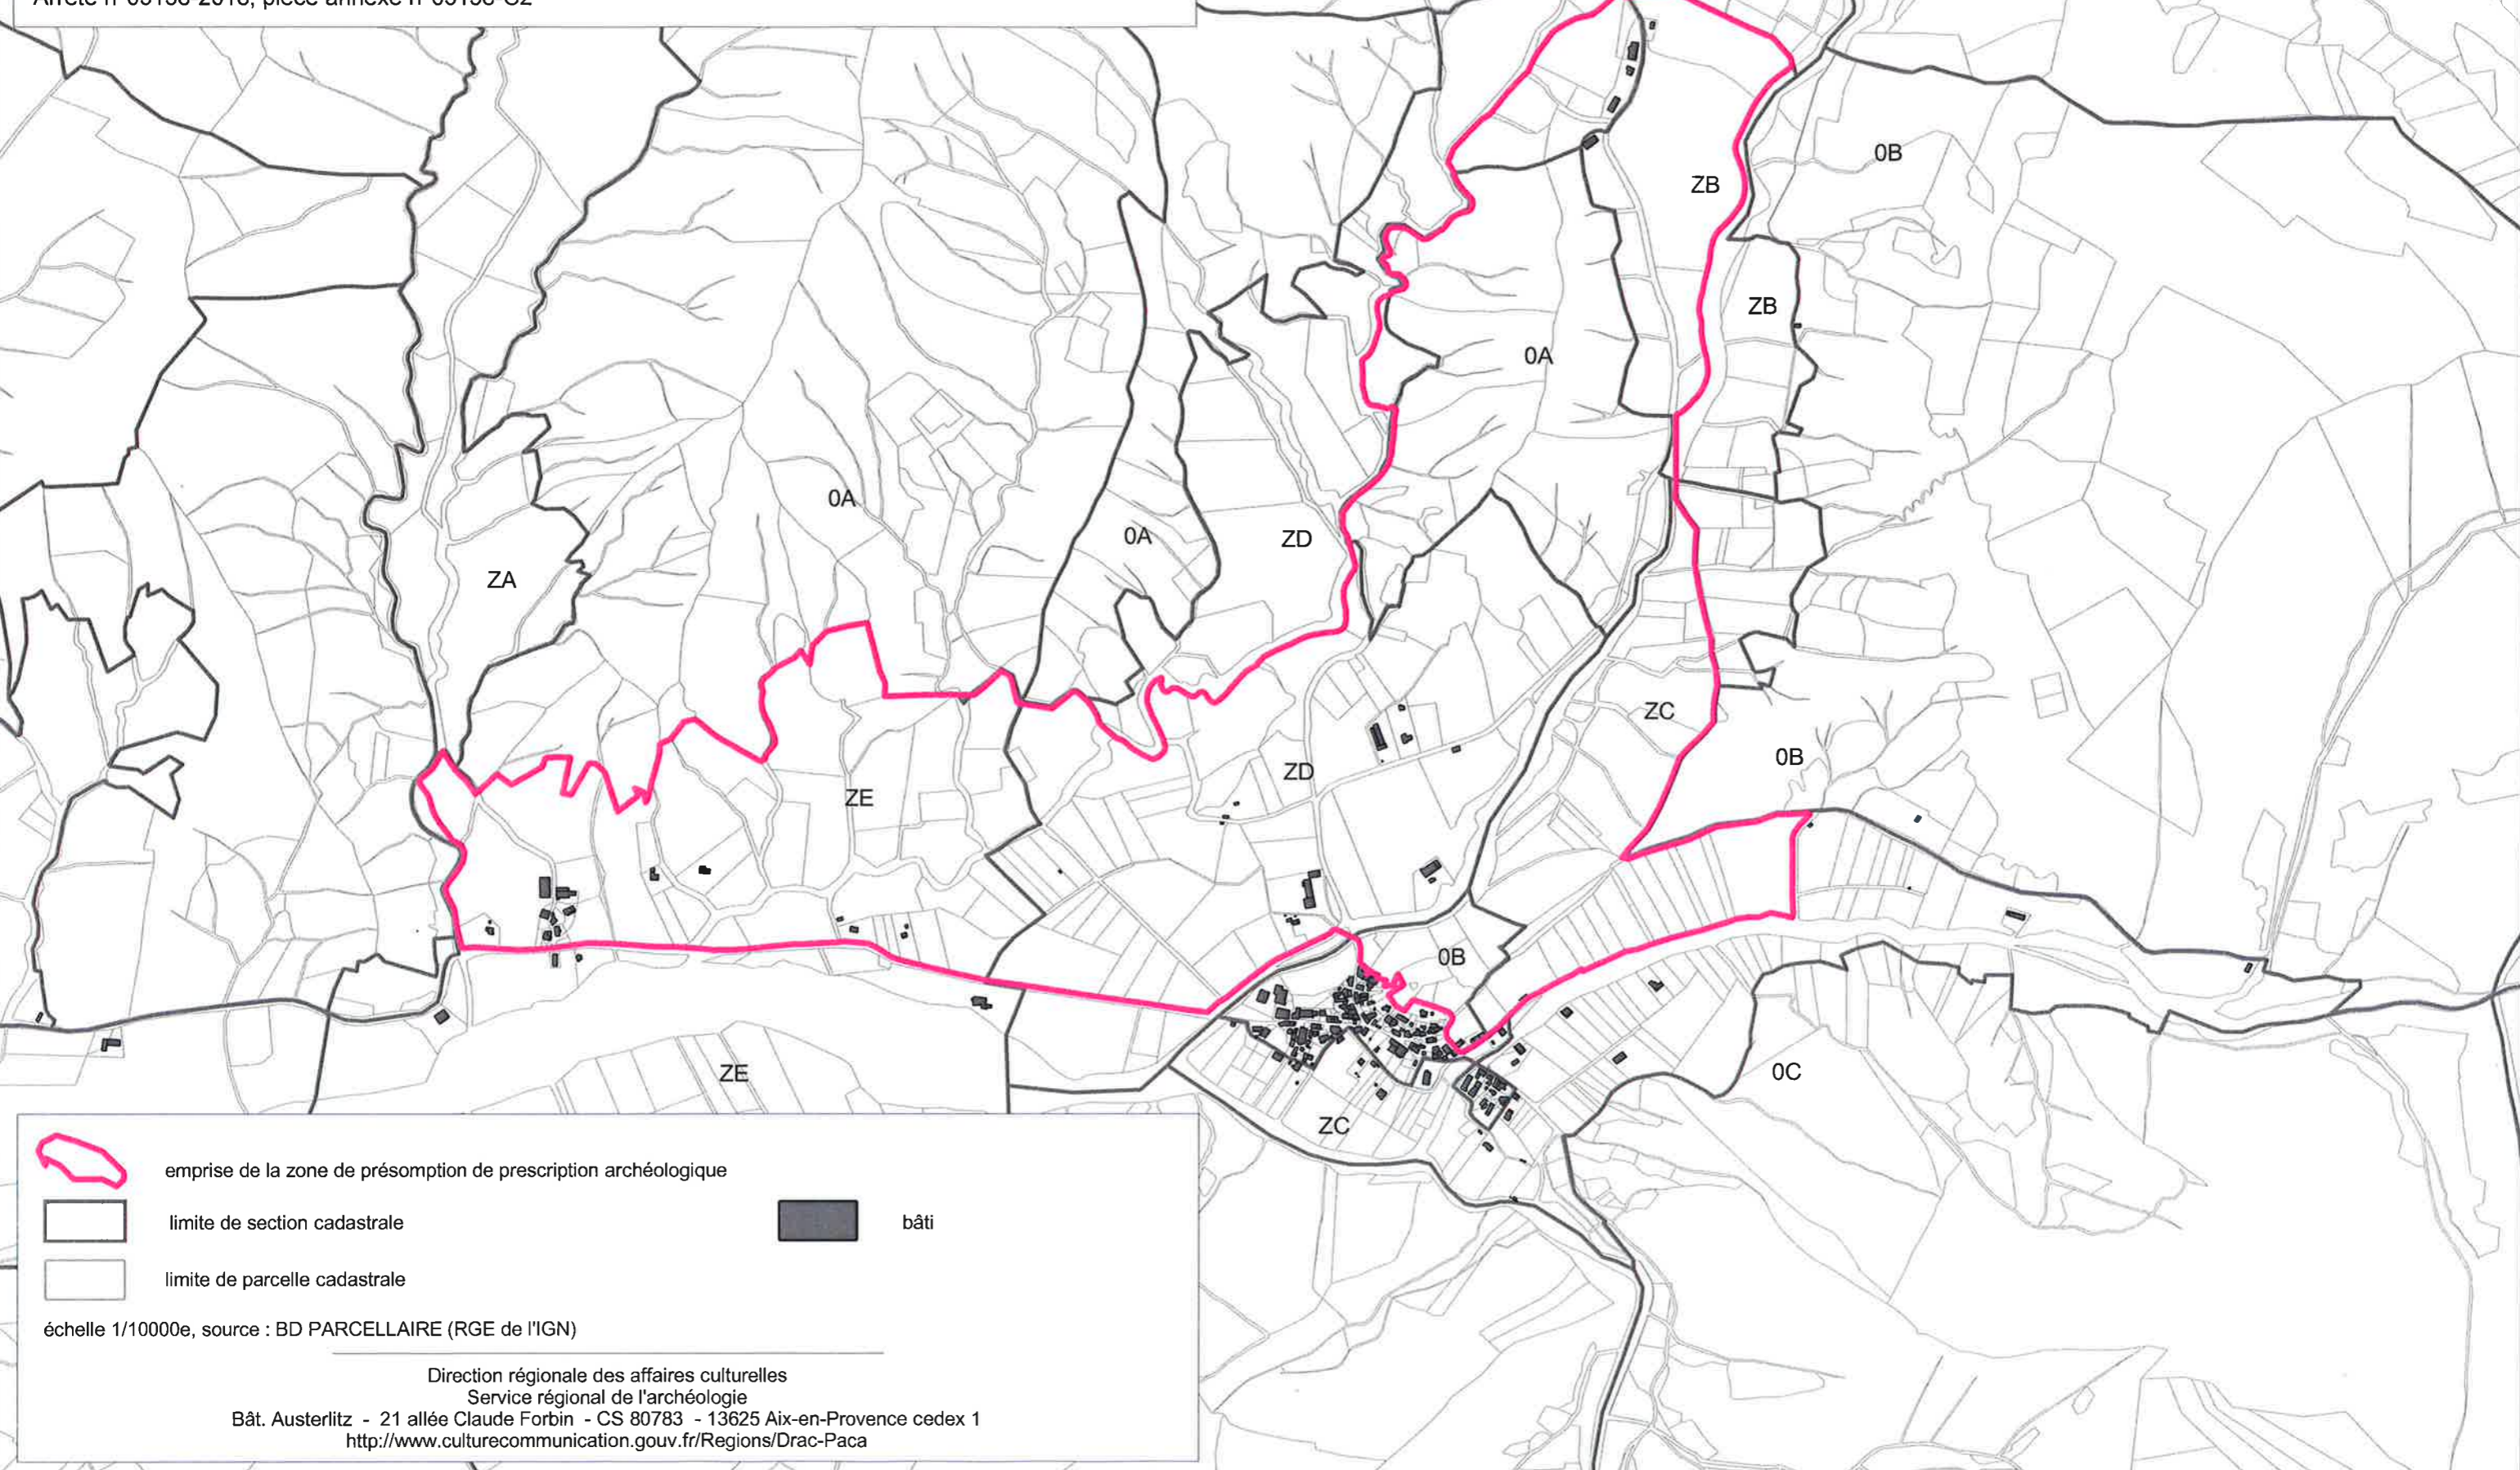 0B
ZB
ZB
0A
0A
0A
ZD
ZA
ZC
0B
ZD
ZE
0B
ZE
0C
ZC
emprise de la zone de présomption de prescription archéologique
limite de section cadastrale
bâti
limite de parcelle cadastrale
échelle 1/10000e, source : BD PARCELLAIRE (RGE de l'IGN)
Direction régionale des affaires culturelles
Service régional de l'archéologie
Bât. Austerlitz - 21 allée Claude Forbin - CS 80783 - 13625 Aix-en-Provence cedex 1
http://www.culturecommunication.gouv.fr/Regions/Drac-Paca